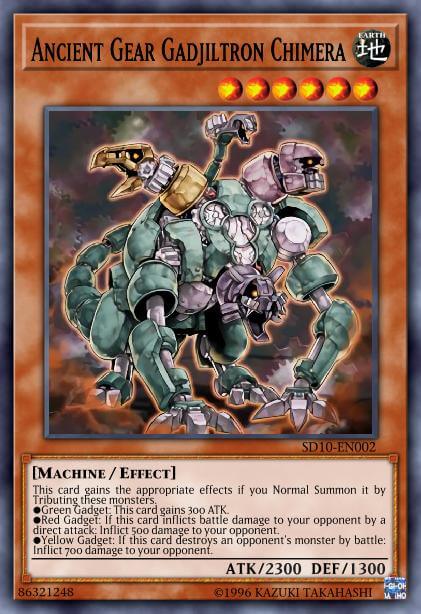 ANCIENT GEAR GADJILTRON CHIMERA
EARTH
地
SD10-EN002
[MACHINE / EFFECT]
This card gains the appropriate effects if you Normal Summon it by
Tributing these monsters.
●Green Gadget: This card gains 300 ATK.
●Red Gadget: If this card inflicts battle damage to your opponent by a
direct attack: Inflict 500 damage to your opponent.
●Yellow Gadget: If this card destroys an opponent's monster by battle:
Inflict 700 damage to your opponent.
ATK/2300 DEF/1300
86321248
©1996 KAZUKI TAKAHASHI